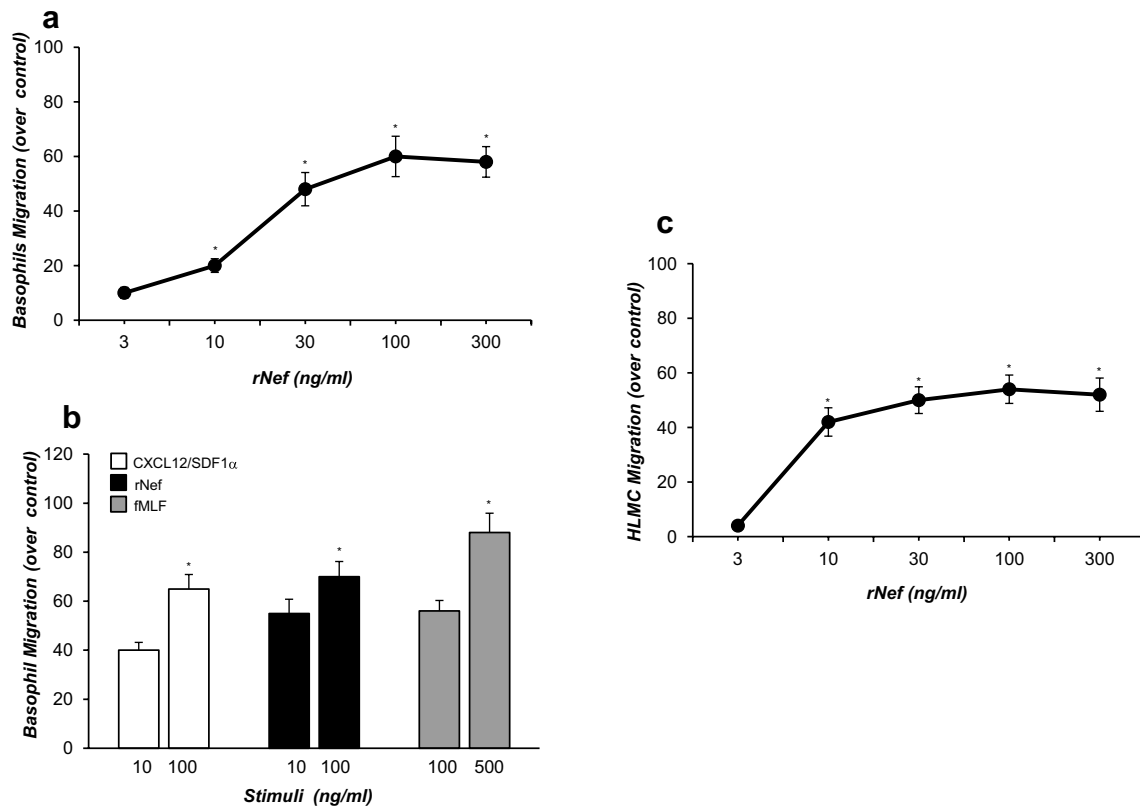 a
Basophils Migration (over control)
100
80
60
40
20
0
*
*
*
*
3 10 30 100 300
rNef (ng/ml)
b
Basophil Migration (over control)
120
100
80
60
40
20
0
CXCL12/SDF1α
rNef
fMLF
*
*
*
10 100 10 100 100 500
Stimuli (ng/ml)
c
HLMC Migration (over control)
100
80
60
40
20
0
*
*
*
*
3 10 30 100 300
rNef (ng/ml)